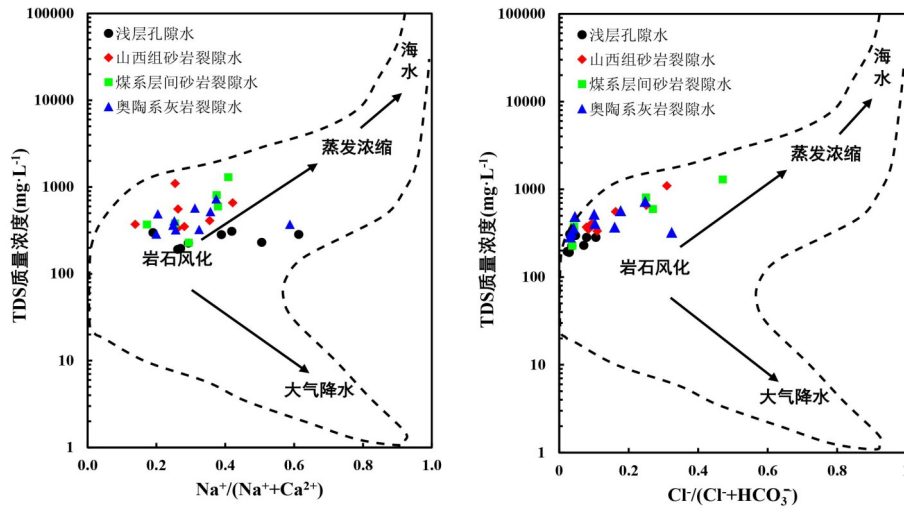 100000
10000
1000
100
10
1
TDS质量浓度(mg·L⁻¹)
浅层孔隙水
山西组砂岩裂隙水
煤系层间砂岩裂隙水
奥陶系灰岩裂隙水
海水
蒸发浓缩
岩石风化
大气降水
0.0 0.2 0.4 0.6 0.8 1.0
Na⁺/(Na⁺+Ca²⁺)
100000
10000
1000
100
10
1
TDS质量浓度(mg·L⁻¹)
浅层孔隙水
山西组砂岩裂隙水
煤系层间砂岩裂隙水
奥陶系灰岩裂隙水
海水
蒸发浓缩
岩石风化
大气降水
0 0.2 0.4 0.6 0.8
Cl⁻/(Cl⁻+HCO₃⁻)